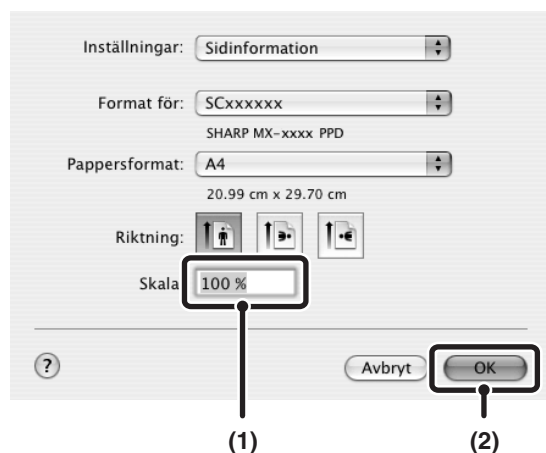 Inställningar: Sidinformation
Format för: SCxxxxxx
SHARP MX-xxxx PPD
Pappersformat: A4
20.99 cm x 29.70 cm
Riktning:
Skala 100 %
? Avbryt OK
(1) (2)